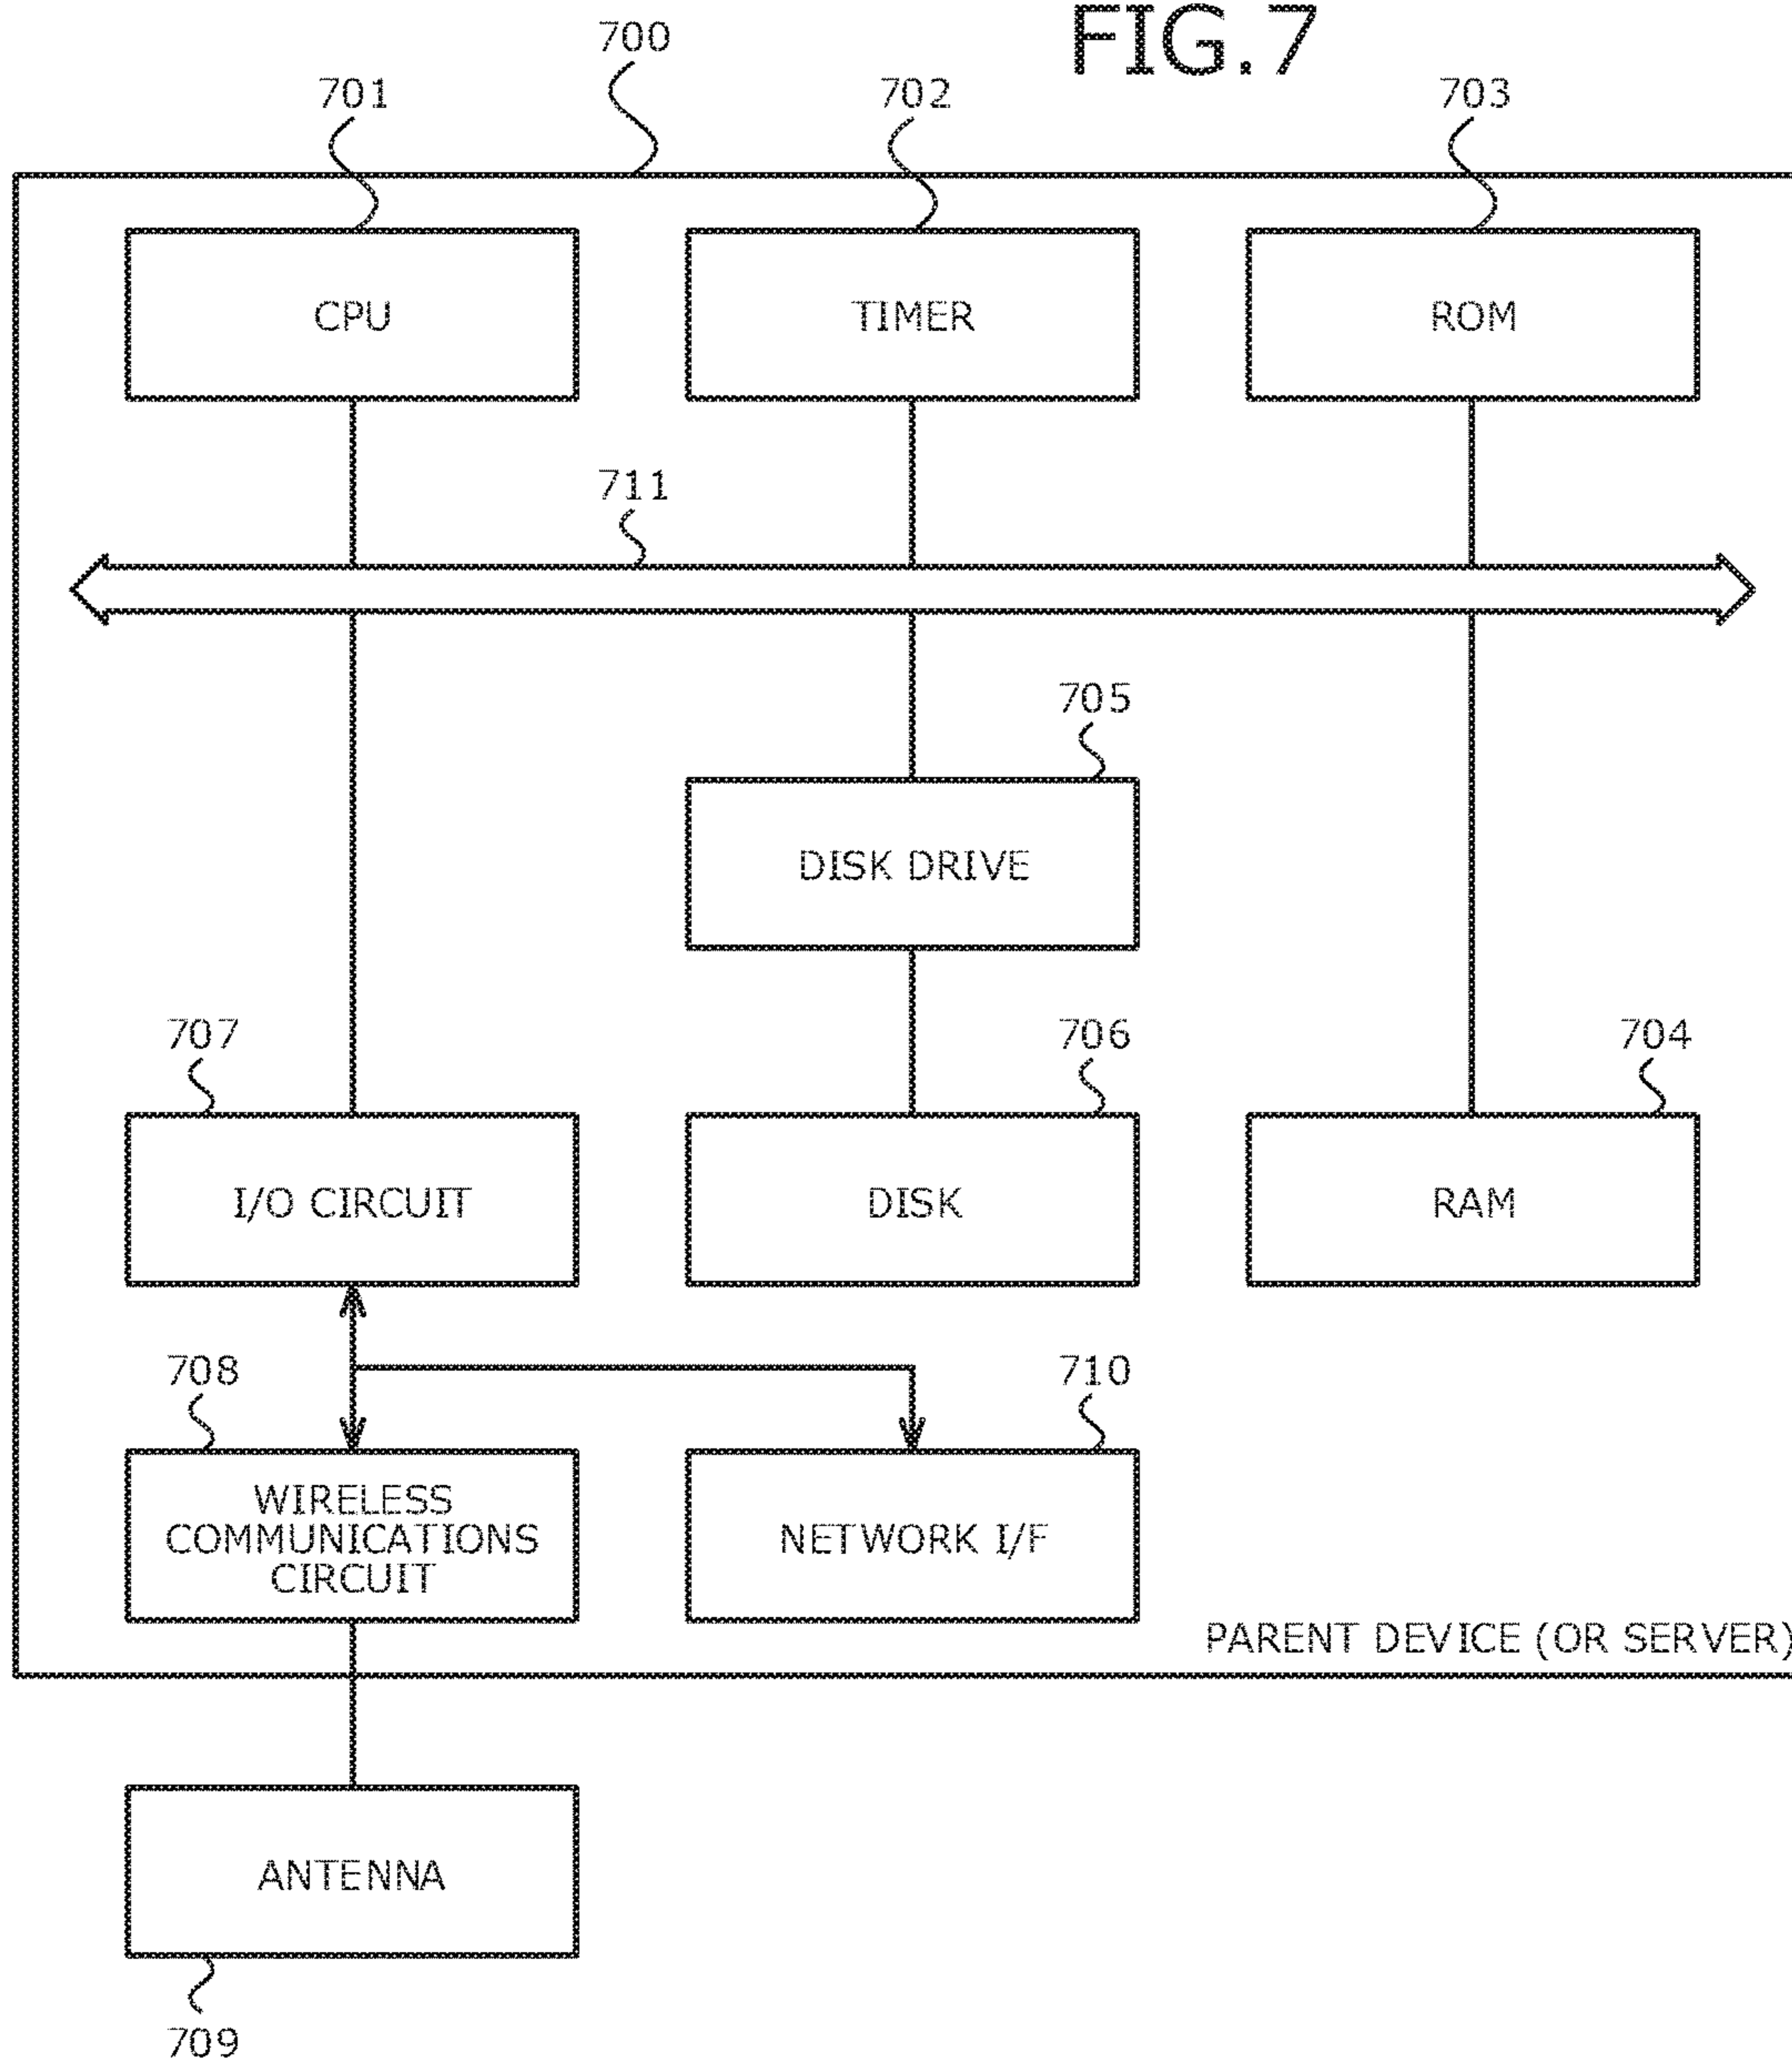 FIG.7
700
701
702
703
CPU
TIMER
ROM
711
705
DISK DRIVE
707
706
704
I/O CIRCUIT
DISK
RAM
708
710
WIRELESS
COMMUNICATIONS
CIRCUIT
NETWORK I/F
PARENT DEVICE (OR SERVER)
ANTENNA
709